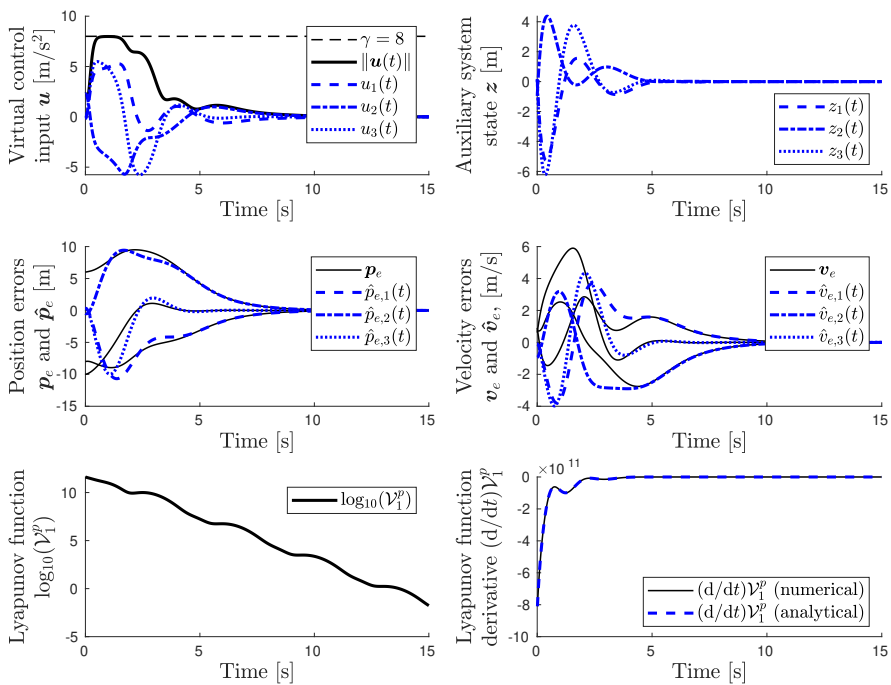 10
5
0
-5
0
5
10
15
Virtual control
input u [m/s²]
Time [s]
γ = 8
‖u(t)‖
u₁(t)
u₂(t)
u₃(t)
4
2
0
-2
-4
-6
0
5
10
15
Auxiliary system
state z [m]
Time [s]
z₁(t)
z₂(t)
z₃(t)
10
5
0
-5
-10
-15
0
5
10
15
Position errors
pₑ and p̂ₑ [m]
Time [s]
pₑ
p̂ₑ,₁(t)
p̂ₑ,₂(t)
p̂ₑ,₃(t)
6
4
2
0
-2
-4
0
5
10
15
Velocity errors
vₑ and v̂ₑ, [m/s]
Time [s]
vₑ
v̂ₑ,₁(t)
v̂ₑ,₂(t)
v̂ₑ,₃(t)
10
5
0
-5
0
5
10
15
Lyapunov function
log₁₀(𝒱₁ᵖ)
Time [s]
log₁₀(𝒱₁ᵖ)
×10 11
0
-2
-4
-6
-8
-10
0
5
10
15
Lyapunov function
derivative (d/dt)𝒱₁ᵖ
Time [s]
(d/dt)𝒱₁ᵖ (numerical)
(d/dt)𝒱₁ᵖ (analytical)